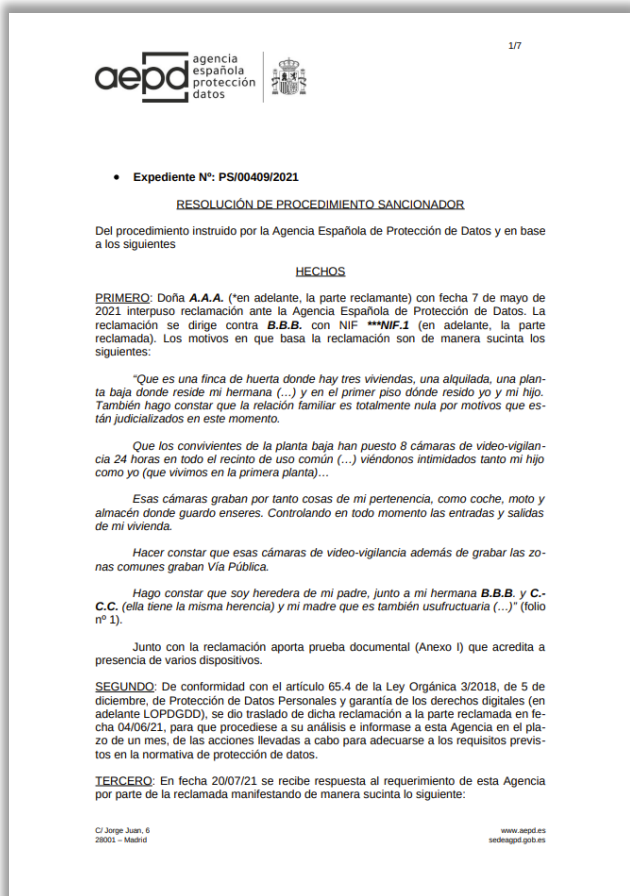 1/7
aepd
agencia
española
protección
datos
• Expediente Nº: PS/00409/2021
RESOLUCIÓN DE PROCEDIMIENTO SANCIONADOR
Del procedimiento instruido por la Agencia Española de Protección de Datos y en base
a los siguientes
HECHOS
PRIMERO: Doña A.A.A. (*en adelante, la parte reclamante) con fecha 7 de mayo de
2021 interpuso reclamación ante la Agencia Española de Protección de Datos. La
reclamación se dirige contra B.B.B. con NIF ***NIF.1 (en adelante, la parte
reclamada). Los motivos en que basa la reclamación son de manera sucinta los
siguientes:
“Que es una finca de huerta donde hay tres viviendas, una alquilada, una plan-
ta baja donde reside mi hermana (…) y en el primer piso dónde resido yo y mi hijo.
También hago constar que la relación familiar es totalmente nula por motivos que es-
tán judicializados en este momento.
Que los convivientes de la planta baja han puesto 8 cámaras de video-vigilan-
cia 24 horas en todo el recinto de uso común (…) viéndonos intimidados tanto mi hijo
como yo (que vivimos en la primera planta)…
Esas cámaras graban por tanto cosas de mi pertenencia, como coche, moto y
almacén donde guardo enseres. Controlando en todo momento las entradas y salidas
de mi vivienda.
Hacer constar que esas cámaras de video-vigilancia además de grabar las zo-
nas comunes graban Vía Pública.
Hago constar que soy heredera de mi padre, junto a mi hermana B.B.B. y C.-
C.C. (ella tiene la misma herencia) y mi madre que es también usufructuaria (…)” (folio
nº 1).
Junto con la reclamación aporta prueba documental (Anexo I) que acredita a
presencia de varios dispositivos.
SEGUNDO: De conformidad con el artículo 65.4 de la Ley Orgánica 3/2018, de 5 de
diciembre, de Protección de Datos Personales y garantía de los derechos digitales (en
adelante LOPDGDD), se dio traslado de dicha reclamación a la parte reclamada en fe-
cha 04/06/21, para que procediese a su análisis e informase a esta Agencia en el pla-
zo de un mes, de las acciones llevadas a cabo para adecuarse a los requisitos previs-
tos en la normativa de protección de datos.
TERCERO: En fecha 20/07/21 se recibe respuesta al requerimiento de esta Agencia
por parte de la reclamada manifestando de manera sucinta lo siguiente:
C/ Jorge Juan, 6
28001 – Madrid
www.aepd.es
sedeagpd.gob.es